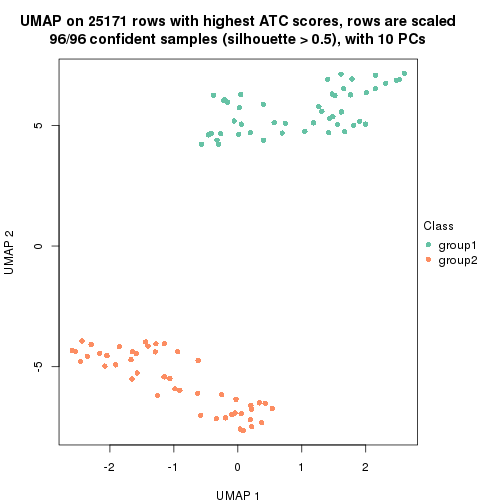 UMAP on 25171 rows with highest ATC scores, rows are scaled
96/96 confident samples (silhouette > 0.5), with 10 PCs
5
0
-5
UMAP 2
-2
-1
0
1
2
UMAP 1
Class
group1
group2